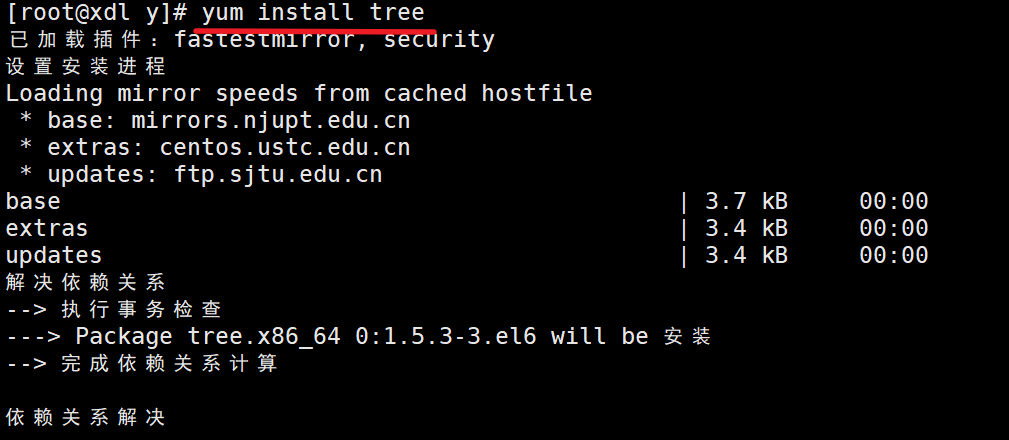 [root@xdl y]# yum install tree
已加载插件：fastestmirror, security
设置安装进程
Loading mirror speeds from cached hostfile
 * base: mirrors.njupt.edu.cn
 * extras: centos.ustc.edu.cn
 * updates: ftp.sjtu.edu.cn
base | 3.7 kB 00:00
extras | 3.4 kB 00:00
updates | 3.4 kB 00:00
解决依赖关系
--> 执行事务检查
---> Package tree.x86_64 0:1.5.3-3.el6 will be 安装
--> 完成依赖关系计算
依赖关系解决